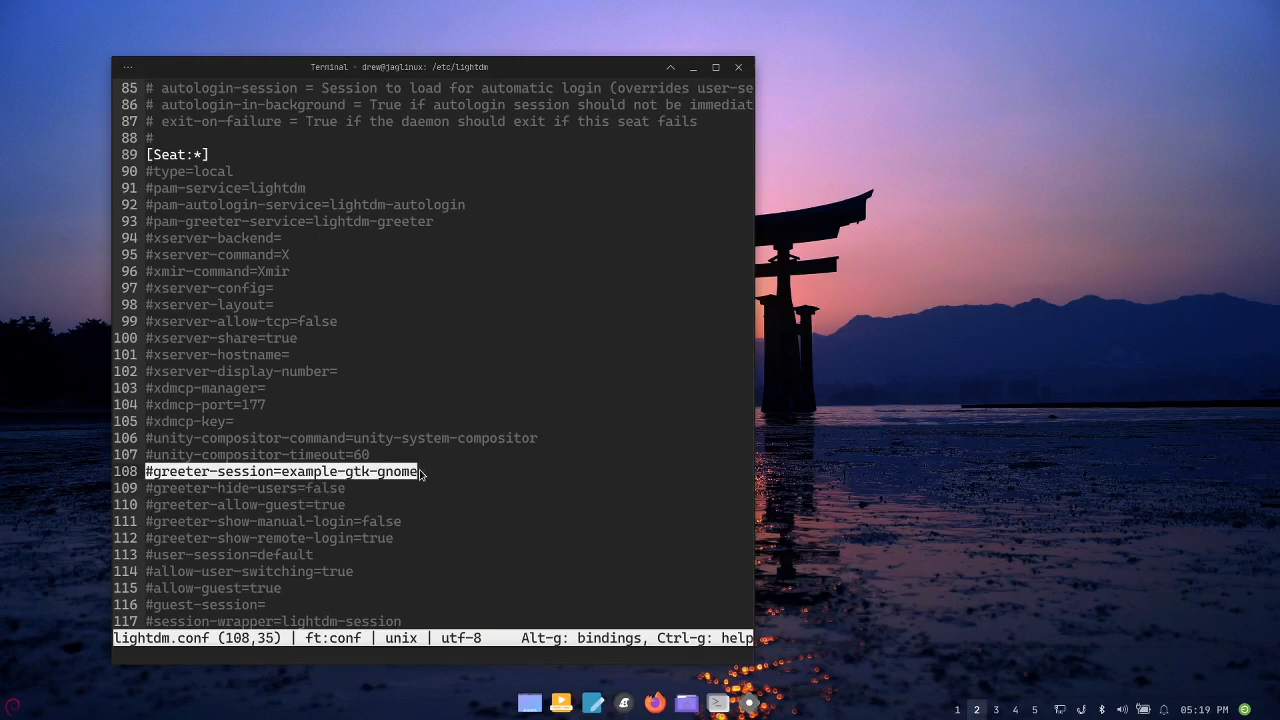 Terminal - drew@jaglinux: /etc/lightdm
85 # autologin-session = Session to load for automatic login (overrides user-se
86 # autologin-in-background = True if autologin session should not be immediat
87 # exit-on-failure = True if the daemon should exit if this seat fails
88 #
89 [Seat:*]
90 #type=local
91 #pam-service=lightdm
92 #pam-autologin-service=lightdm-autologin
93 #pam-greeter-service=lightdm-greeter
94 #xserver-backend=
95 #xserver-command=X
96 #xmir-command=Xmir
97 #xserver-config=
98 #xserver-layout=
99 #xserver-allow-tcp=false
100 #xserver-share=true
101 #xserver-hostname=
102 #xserver-display-number=
103 #xdmcp-manager=
104 #xdmcp-port=177
105 #xdmcp-key=
106 #unity-compositor-command=unity-system-compositor
107 #unity-compositor-timeout=60
108 #greeter-session=example-gtk-gnome
109 #greeter-hide-users=false
110 #greeter-allow-guest=true
111 #greeter-show-manual-login=false
112 #greeter-show-remote-login=true
113 #user-session=default
114 #allow-user-switching=true
115 #allow-guest=true
116 #guest-session=
117 #session-wrapper=lightdm-session
lightdm.conf (108,35) | ft:conf | unix | utf-8 Alt-g: bindings, Ctrl-g: help
1 2 3 4 5 05:19 PM